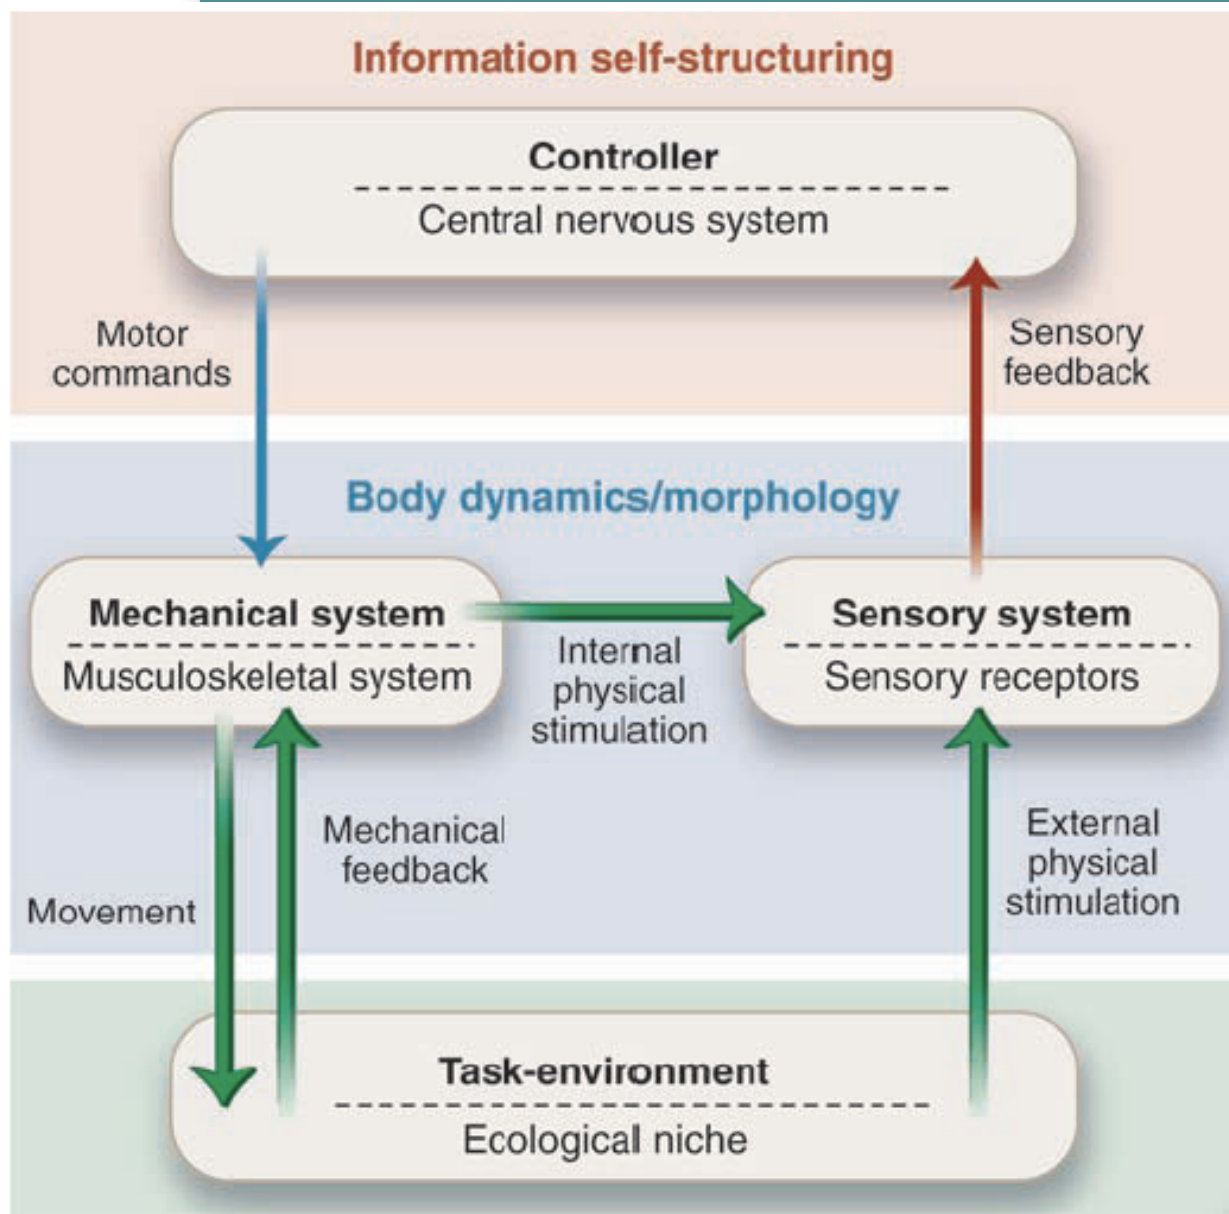 Information self-structuring
Controller
Central nervous system
Motor
commands
Sensory
feedback
Body dynamics/morphology
Mechanical system
Musculoskeletal system
Internal
physical
stimulation
Sensory system
Sensory receptors
Movement
Mechanical
feedback
External
physical
stimulation
Task-environment
Ecological niche